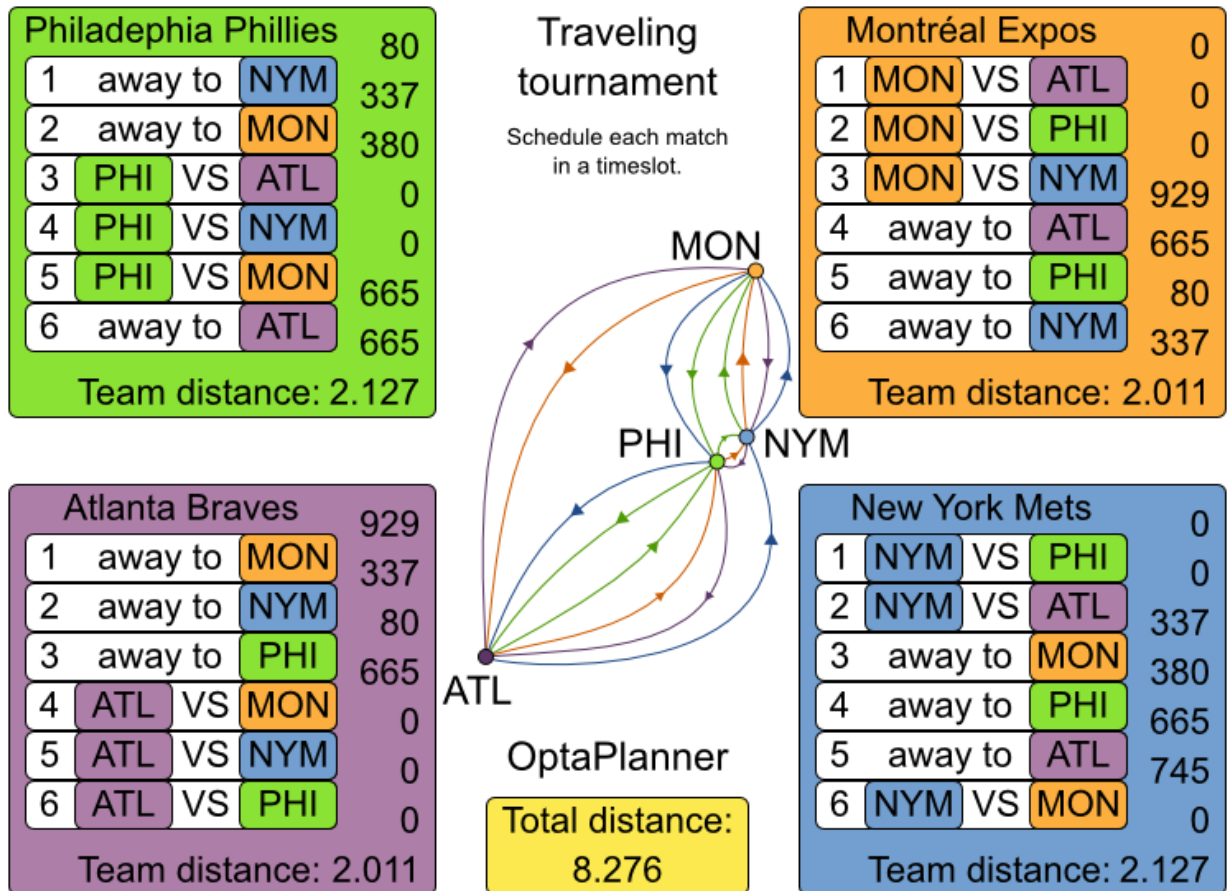 Philadephia Phillies
80
1 away to NYM
337
2 away to MON
380
3 PHI VS ATL
0
4 PHI VS NYM
0
5 PHI VS MON
665
6 away to ATL
665
Team distance: 2.127
Traveling
tournament
Schedule each match
in a timeslot.
Montréal Expos
0
1 MON VS ATL
0
2 MON VS PHI
0
3 MON VS NYM
929
4 away to ATL
665
5 away to PHI
80
6 away to NYM
337
Team distance: 2.011
MON
PHI
NYM
ATL
Atlanta Braves
929
1 away to MON
337
2 away to NYM
80
3 away to PHI
665
4 ATL VS MON
0
5 ATL VS NYM
0
6 ATL VS PHI
0
Team distance: 2.011
OptaPlanner
Total distance:
8.276
New York Mets
0
1 NYM VS PHI
0
2 NYM VS ATL
337
3 away to MON
380
4 away to PHI
665
5 away to ATL
745
6 NYM VS MON
0
Team distance: 2.127